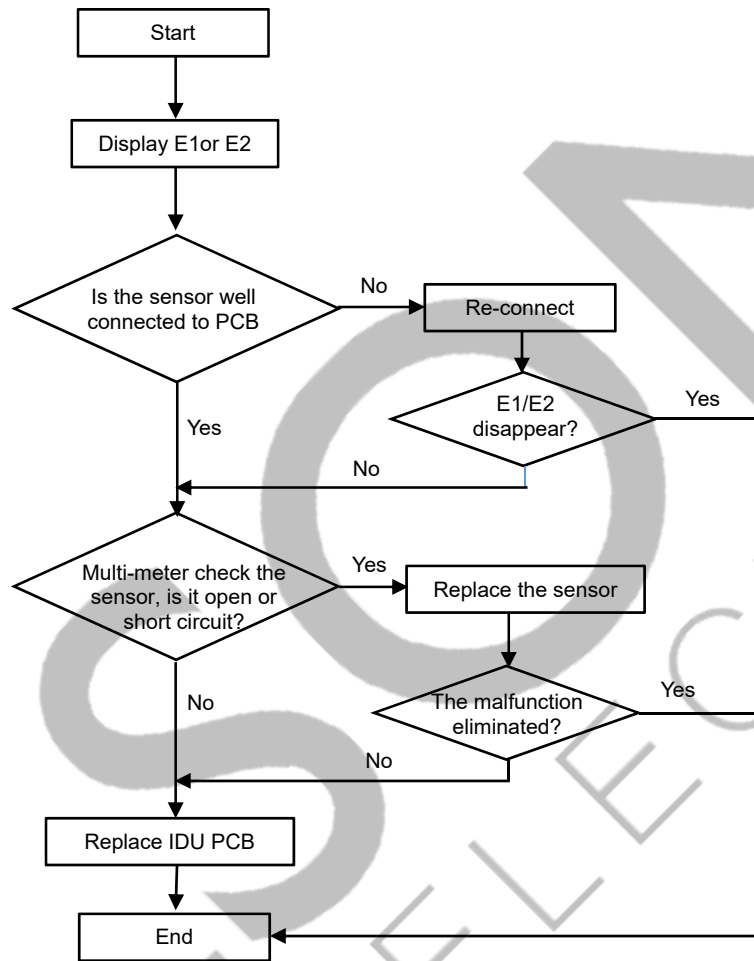 Start
Display E1or E2
Is the sensor well
connected to PCB
No
Re-connect
E1/E2
disappear?
Yes
Yes
No
Multi-meter check the
sensor, is it open or
short circuit?
Yes
Replace the sensor
The malfunction
eliminated?
Yes
No
No
Replace IDU PCB
End